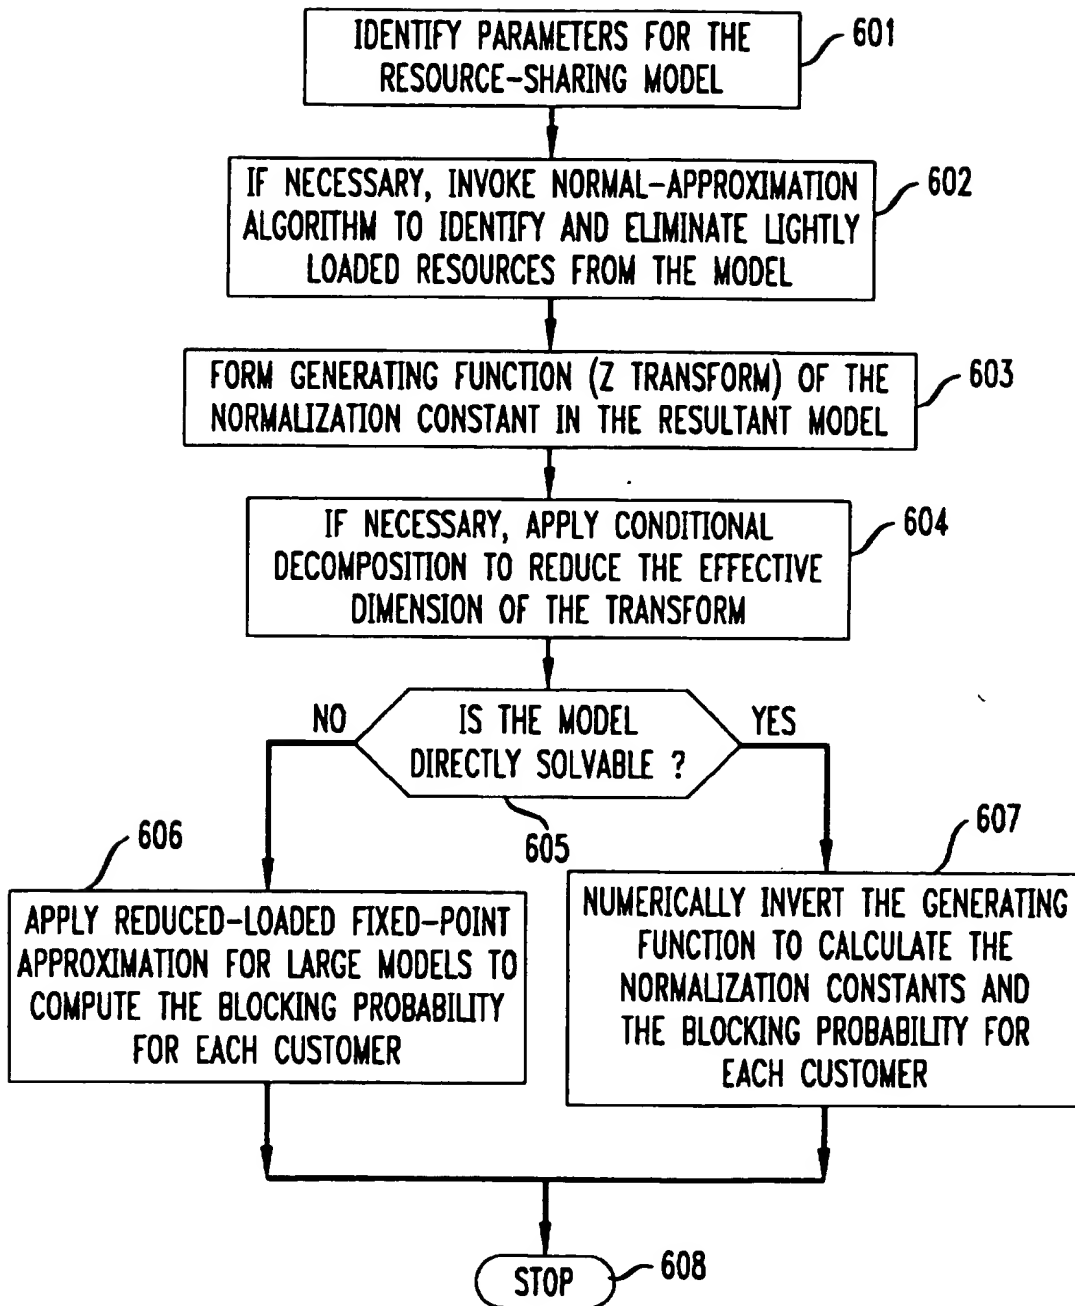 IDENTIFY PARAMETERS FOR THE
RESOURCE-SHARING MODEL
601
IF NECESSARY, INVOKE NORMAL-APPROXIMATION
ALGORITHM TO IDENTIFY AND ELIMINATE LIGHTLY
LOADED RESOURCES FROM THE MODEL
602
FORM GENERATING FUNCTION (Z TRANSFORM) OF THE
NORMALIZATION CONSTANT IN THE RESULTANT MODEL
603
IF NECESSARY, APPLY CONDITIONAL
DECOMPOSITION TO REDUCE THE EFFECTIVE
DIMENSION OF THE TRANSFORM
604
NO
IS THE MODEL
DIRECTLY SOLVABLE ?
YES
605
606
APPLY REDUCED-LOADED FIXED-POINT
APPROXIMATION FOR LARGE MODELS TO
COMPUTE THE BLOCKING PROBABILITY
FOR EACH CUSTOMER
607
NUMERICALLY INVERT THE GENERATING
FUNCTION TO CALCULATE THE
NORMALIZATION CONSTANTS AND
THE BLOCKING PROBABILITY FOR
EACH CUSTOMER
STOP
608